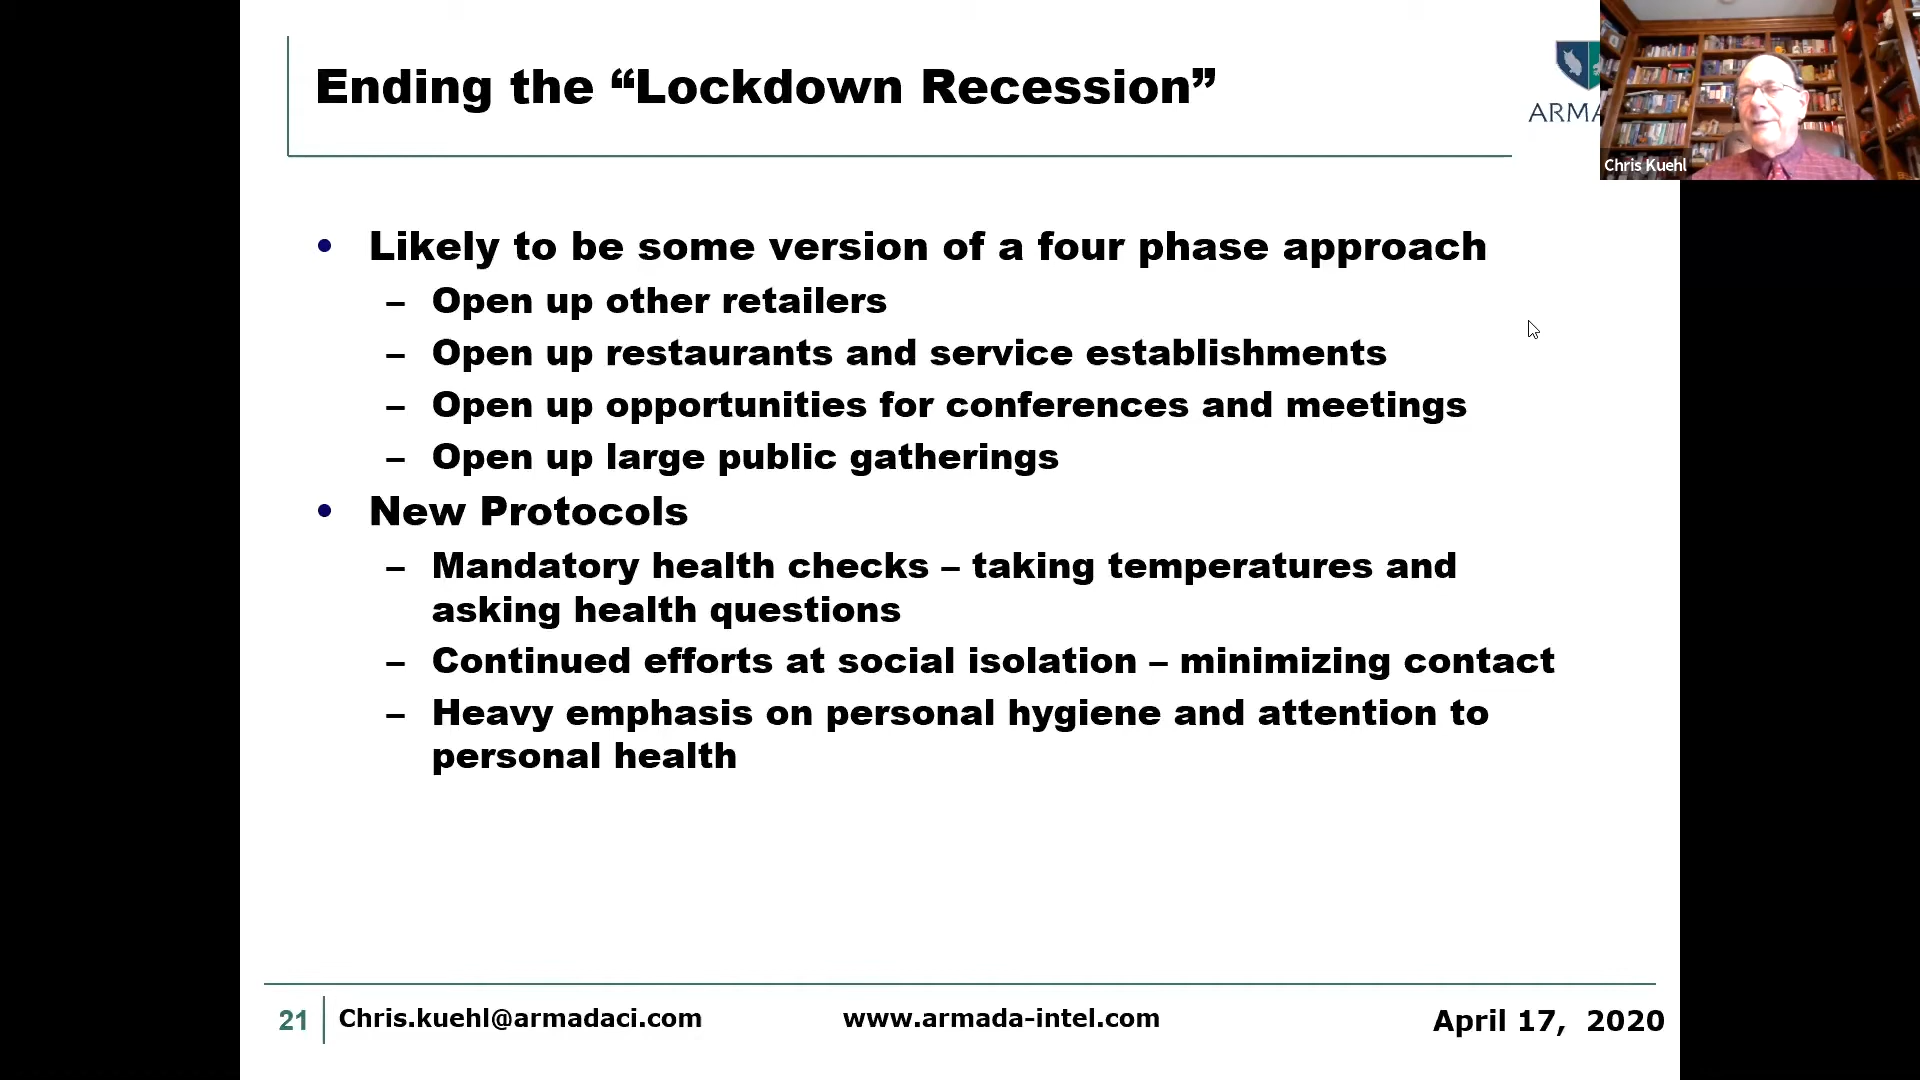 Ending the “Lockdown Recession”
ARMA
Chris Kuehl
• Likely to be some version of a four phase approach
– Open up other retailers
– Open up restaurants and service establishments
– Open up opportunities for conferences and meetings
– Open up large public gatherings
• New Protocols
– Mandatory health checks – taking temperatures and
asking health questions
– Continued efforts at social isolation – minimizing contact
– Heavy emphasis on personal hygiene and attention to
personal health
21 Chris.kuehl@armadaci.com www.armada-intel.com April 17, 2020